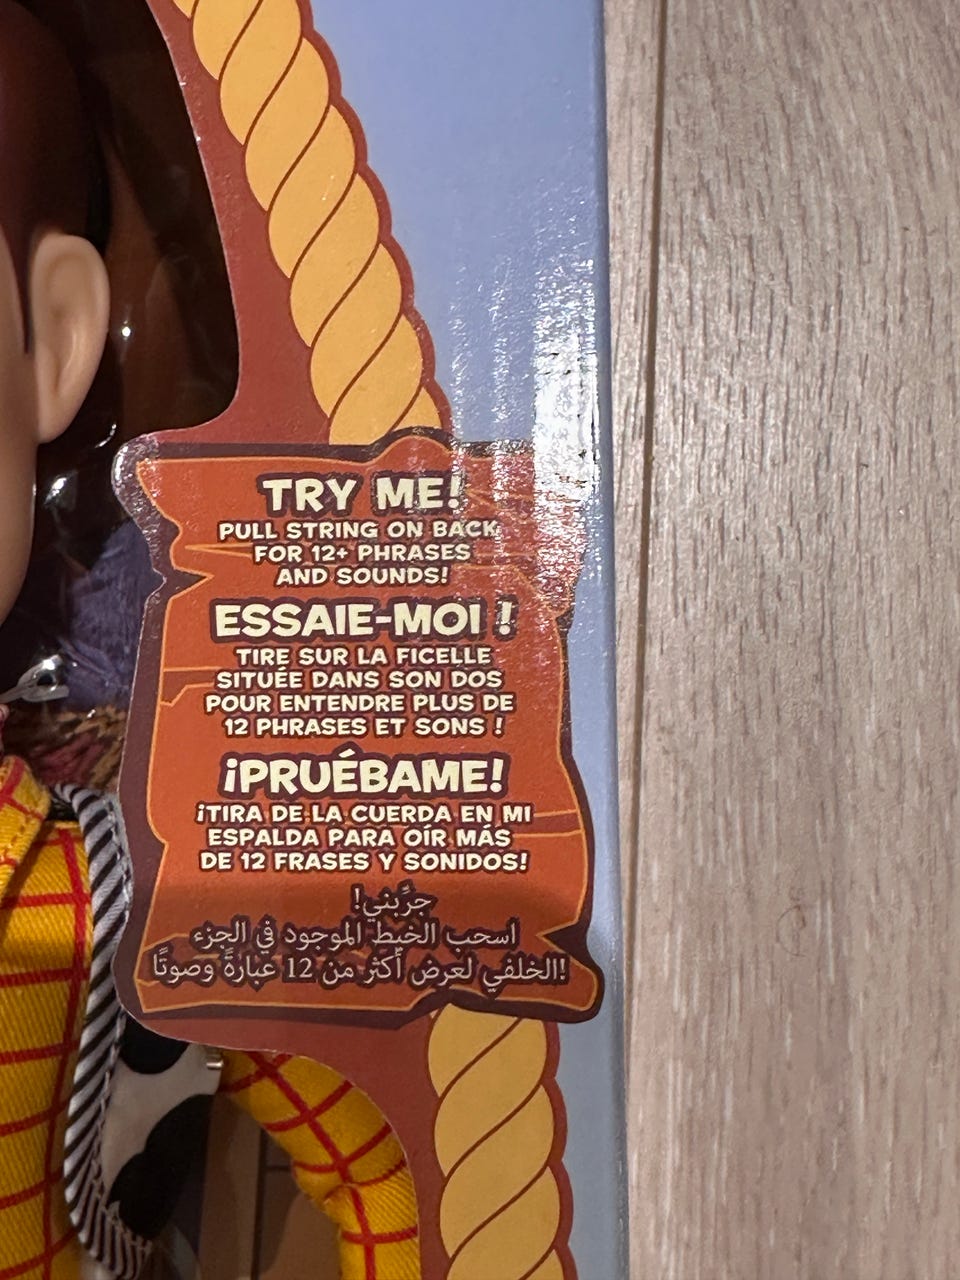 TRY ME!
PULL STRING ON BACK
FOR 12+ PHRASES
AND SOUNDS!
ESSAIE-MOI !
TIRE SUR LA FICELLE
SITUÉE DANS SON DOS
POUR ENTENDRE PLUS DE
12 PHRASES ET SONS !
¡PRUÉBAME!
¡TIRA DE LA CUERDA EN MI
ESPALDA PARA OÍR MÁS
DE 12 FRASES Y SONIDOS!
جرِّبني!
اسحب الخيط الموجود في الجزء
الخلفي لعرض أكثر من 12 عبارةً وصوتًا!